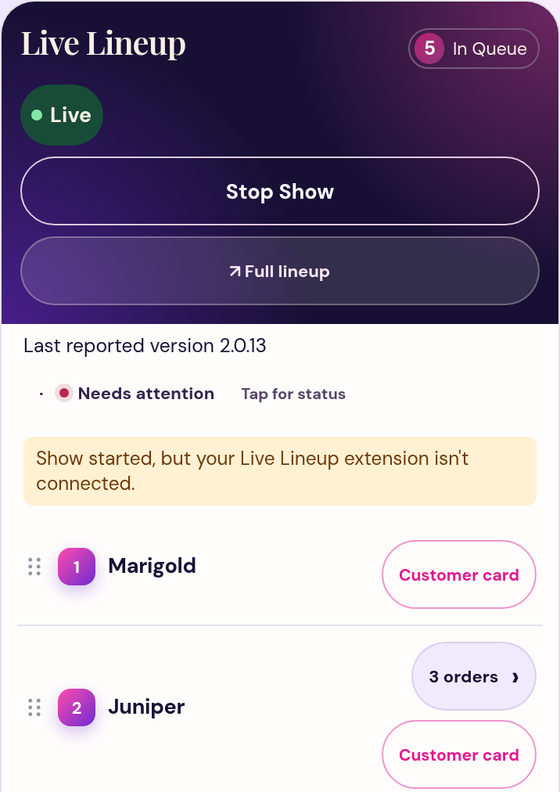 Live Lineup
5 In Queue
Live
Stop Show
Full lineup
Last reported version 2.0.13
· Needs attention Tap for status
Show started, but your Live Lineup extension isn't
connected.
1 Marigold Customer card
3 orders ›
2 Juniper
Customer card